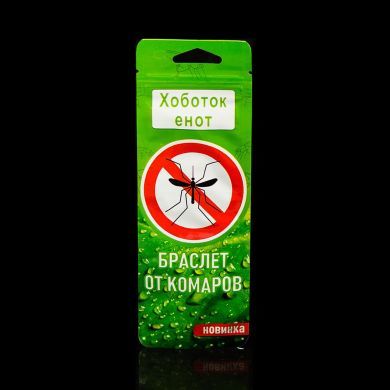 Хоботок
енот
БРАСЛЕТ
ОТ КОМАРОВ
новинка